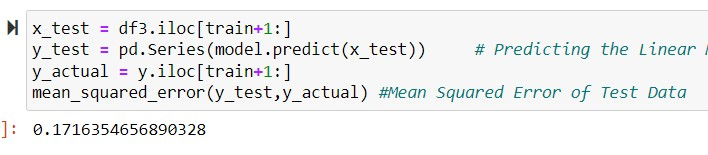 x_test = df3.iloc[train+1:]
y_test = pd.Series(model.predict(x_test)) # Predicting the Linear
y_actual = y.iloc[train+1:]
mean_squared_error(y_test,y_actual) #Mean Squared Error of Test Data
]: 0.1716354656890328